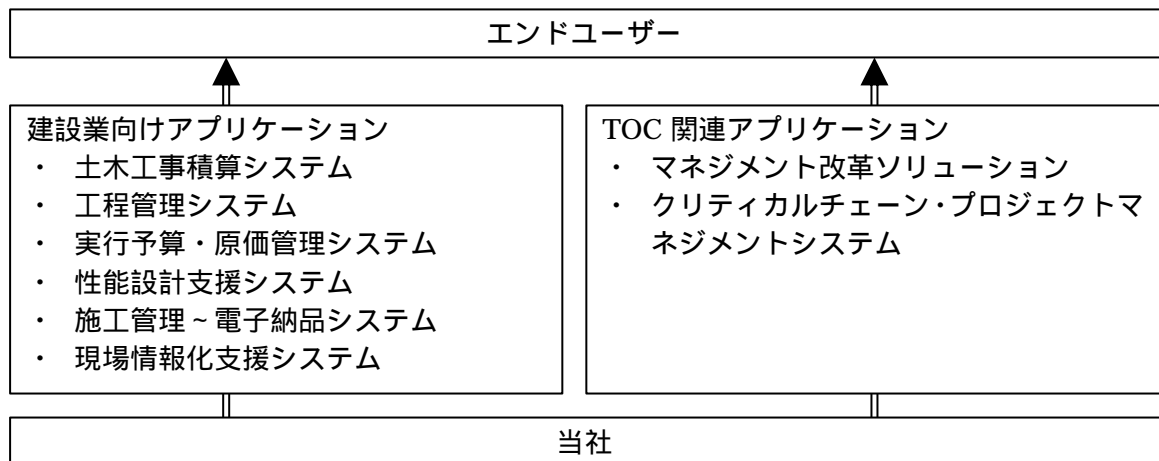 エンドユーザー
建設業向けアプリケーション
・ 土木工事積算システム
・ 工程管理システム
・ 実行予算・原価管理システム
・ 性能設計支援システム
・ 施工管理~電子納品システム
・ 現場情報化支援システム
TOC 関連アプリケーション
・ マネジメント改革ソリューション
・ クリティカルチェーン・プロジェクトマ
ネジメントシステム
当社